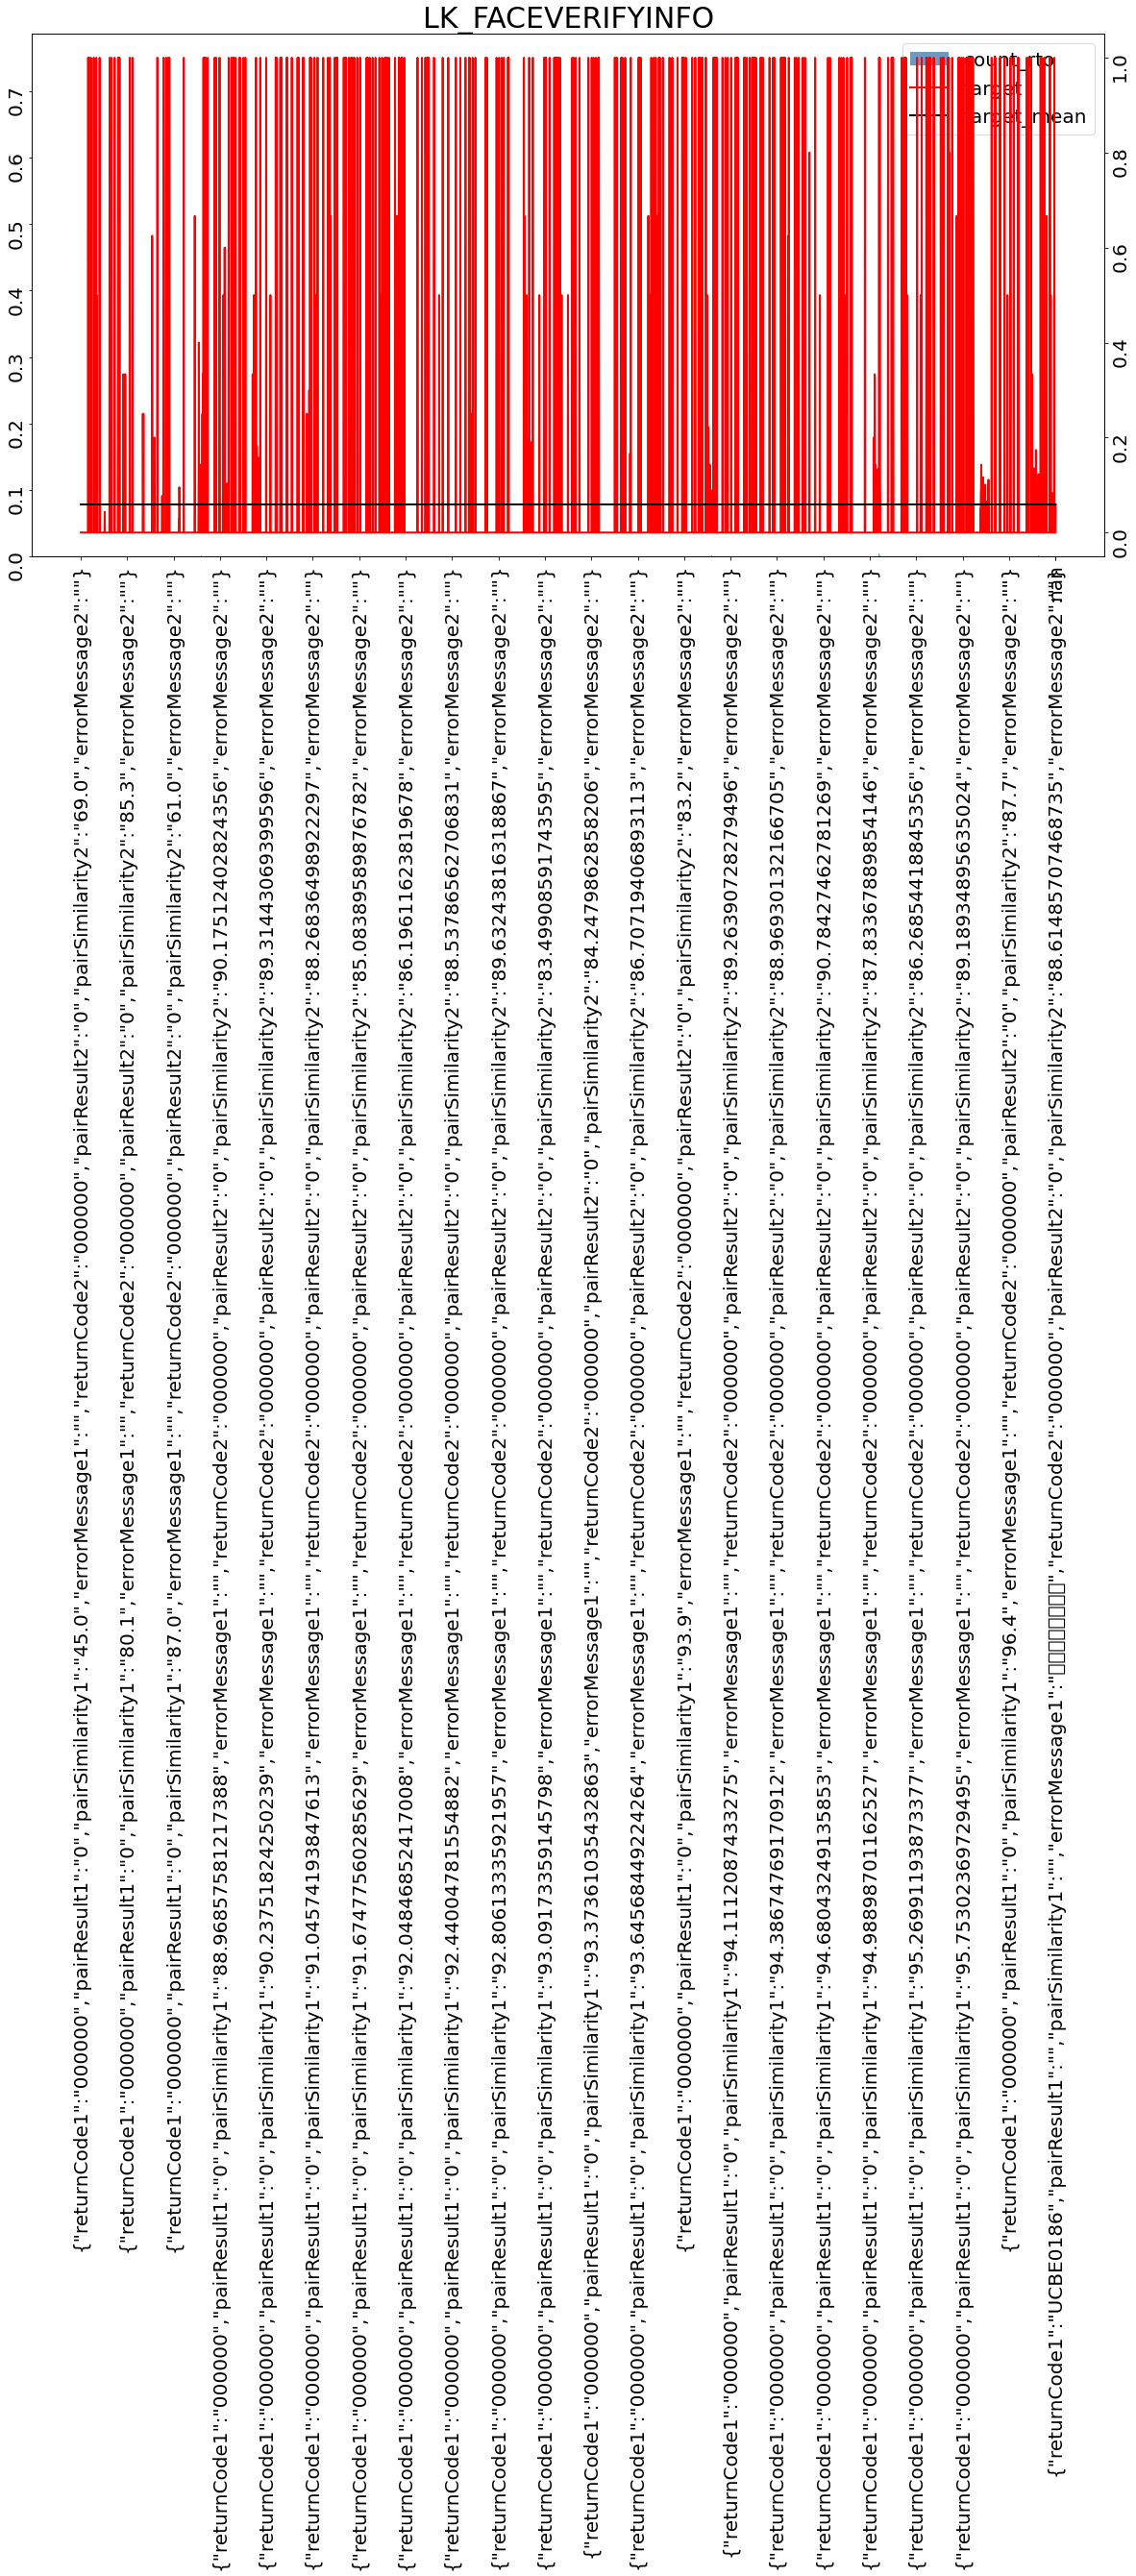 LK_FACEVERIFYINFO
count_rto
target
target_mean
0.7
0.6
0.5
0.4
0.3
0.2
0.1
0.0
1.0
0.8
0.6
0.4
0.2
0.0
{"returnCode1":"000000","pairResult1":"0","pairSimilarity1":"45.0","errorMessage1":"","returnCode2":"000000","pairResult2":"0","pairSimilarity2":"69.0","errorMessage2":""}
{"returnCode1":"000000","pairResult1":"0","pairSimilarity1":"80.1","errorMessage1":"","returnCode2":"000000","pairResult2":"0","pairSimilarity2":"85.3","errorMessage2":""}
{"returnCode1":"000000","pairResult1":"0","pairSimilarity1":"87.0","errorMessage1":"","returnCode2":"000000","pairResult2":"0","pairSimilarity2":"61.0","errorMessage2":""}
{"returnCode1":"000000","pairResult1":"0","pairSimilarity1":"88.96857581217388","errorMessage1":"","returnCode2":"000000","pairResult2":"0","pairSimilarity2":"90.17512402824356","errorMessage2":""}
{"returnCode1":"000000","pairResult1":"0","pairSimilarity1":"90.23751824250239","errorMessage1":"","returnCode2":"000000","pairResult2":"0","pairSimilarity2":"89.31443069399596","errorMessage2":""}
{"returnCode1":"000000","pairResult1":"0","pairSimilarity1":"91.04574193847613","errorMessage1":"","returnCode2":"000000","pairResult2":"0","pairSimilarity2":"88.26836498922297","errorMessage2":""}
{"returnCode1":"000000","pairResult1":"0","pairSimilarity1":"91.67477560285629","errorMessage1":"","returnCode2":"000000","pairResult2":"0","pairSimilarity2":"85.08389589876782","errorMessage2":""}
{"returnCode1":"000000","pairResult1":"0","pairSimilarity1":"92.04846852417008","errorMessage1":"","returnCode2":"000000","pairResult2":"0","pairSimilarity2":"86.19611623819678","errorMessage2":""}
{"returnCode1":"000000","pairResult1":"0","pairSimilarity1":"92.44004781554882","errorMessage1":"","returnCode2":"000000","pairResult2":"0","pairSimilarity2":"88.53786562706831","errorMessage2":""}
{"returnCode1":"000000","pairResult1":"0","pairSimilarity1":"92.80613335921957","errorMessage1":"","returnCode2":"000000","pairResult2":"0","pairSimilarity2":"89.63243816318867","errorMessage2":""}
{"returnCode1":"000000","pairResult1":"0","pairSimilarity1":"93.09173359145798","errorMessage1":"","returnCode2":"000000","pairResult2":"0","pairSimilarity2":"83.49908591743595","errorMessage2":""}
{"returnCode1":"000000","pairResult1":"0","pairSimilarity1":"93.3736103543​2863","errorMessage1":"","returnCode2":"000000","pairResult2":"0","pairSimilarity2":"84.2479862858206","errorMessage2":""}
{"returnCode1":"000000","pairResult1":"0","pairSimilarity1":"93.64568449224264","errorMessage1":"","returnCode2":"000000","pairResult2":"0","pairSimilarity2":"86.70719406893113","errorMessage2":""}
{"returnCode1":"000000","pairResult1":"0","pairSimilarity1":"93.9","errorMessage1":"","returnCode2":"000000","pairResult2":"0","pairSimilarity2":"83.2","errorMessage2":""}
{"returnCode1":"000000","pairResult1":"0","pairSimilarity1":"94.1112087433275","errorMessage1":"","returnCode2":"000000","pairResult2":"0","pairSimilarity2":"89.26390728279496","errorMessage2":""}
{"returnCode1":"000000","pairResult1":"0","pairSimilarity1":"94.38674769170912","errorMessage1":"","returnCode2":"000000","pairResult2":"0","pairSimilarity2":"88.96930132166705","errorMessage2":""}
{"returnCode1":"000000","pairResult1":"0","pairSimilarity1":"94.68043249135853","errorMessage1":"","returnCode2":"000000","pairResult2":"0","pairSimilarity2":"90.78427462781269","errorMessage2":""}
{"returnCode1":"000000","pairResult1":"0","pairSimilarity1":"94.98898701162527","errorMessage1":"","returnCode2":"000000","pairResult2":"0","pairSimilarity2":"87.83367889854146","errorMessage2":""}
{"returnCode1":"000000","pairResult1":"0","pairSimilarity1":"95.26991193873377","errorMessage1":"","returnCode2":"000000","pairResult2":"0","pairSimilarity2":"86.26854418845356","errorMessage2":""}
{"returnCode1":"000000","pairResult1":"0","pairSimilarity1":"95.75302369729495","errorMessage1":"","returnCode2":"000000","pairResult2":"0","pairSimilarity2":"89.18934895635024","errorMessage2":""}
{"returnCode1":"000000","pairResult1":"0","pairSimilarity1":"96.4","errorMessage1":"","returnCode2":"000000","pairResult2":"0","pairSimilarity2":"87.7","errorMessage2":""}
{"returnCode1":"UCBE0186","pairResult1":"","pairSimilarity1":"","errorMessage1":"□□□□□□□□","returnCode2":"000000","pairResult2":"0","pairSimilarity2":"88.61485707468735","errorMessage2":""}
nan